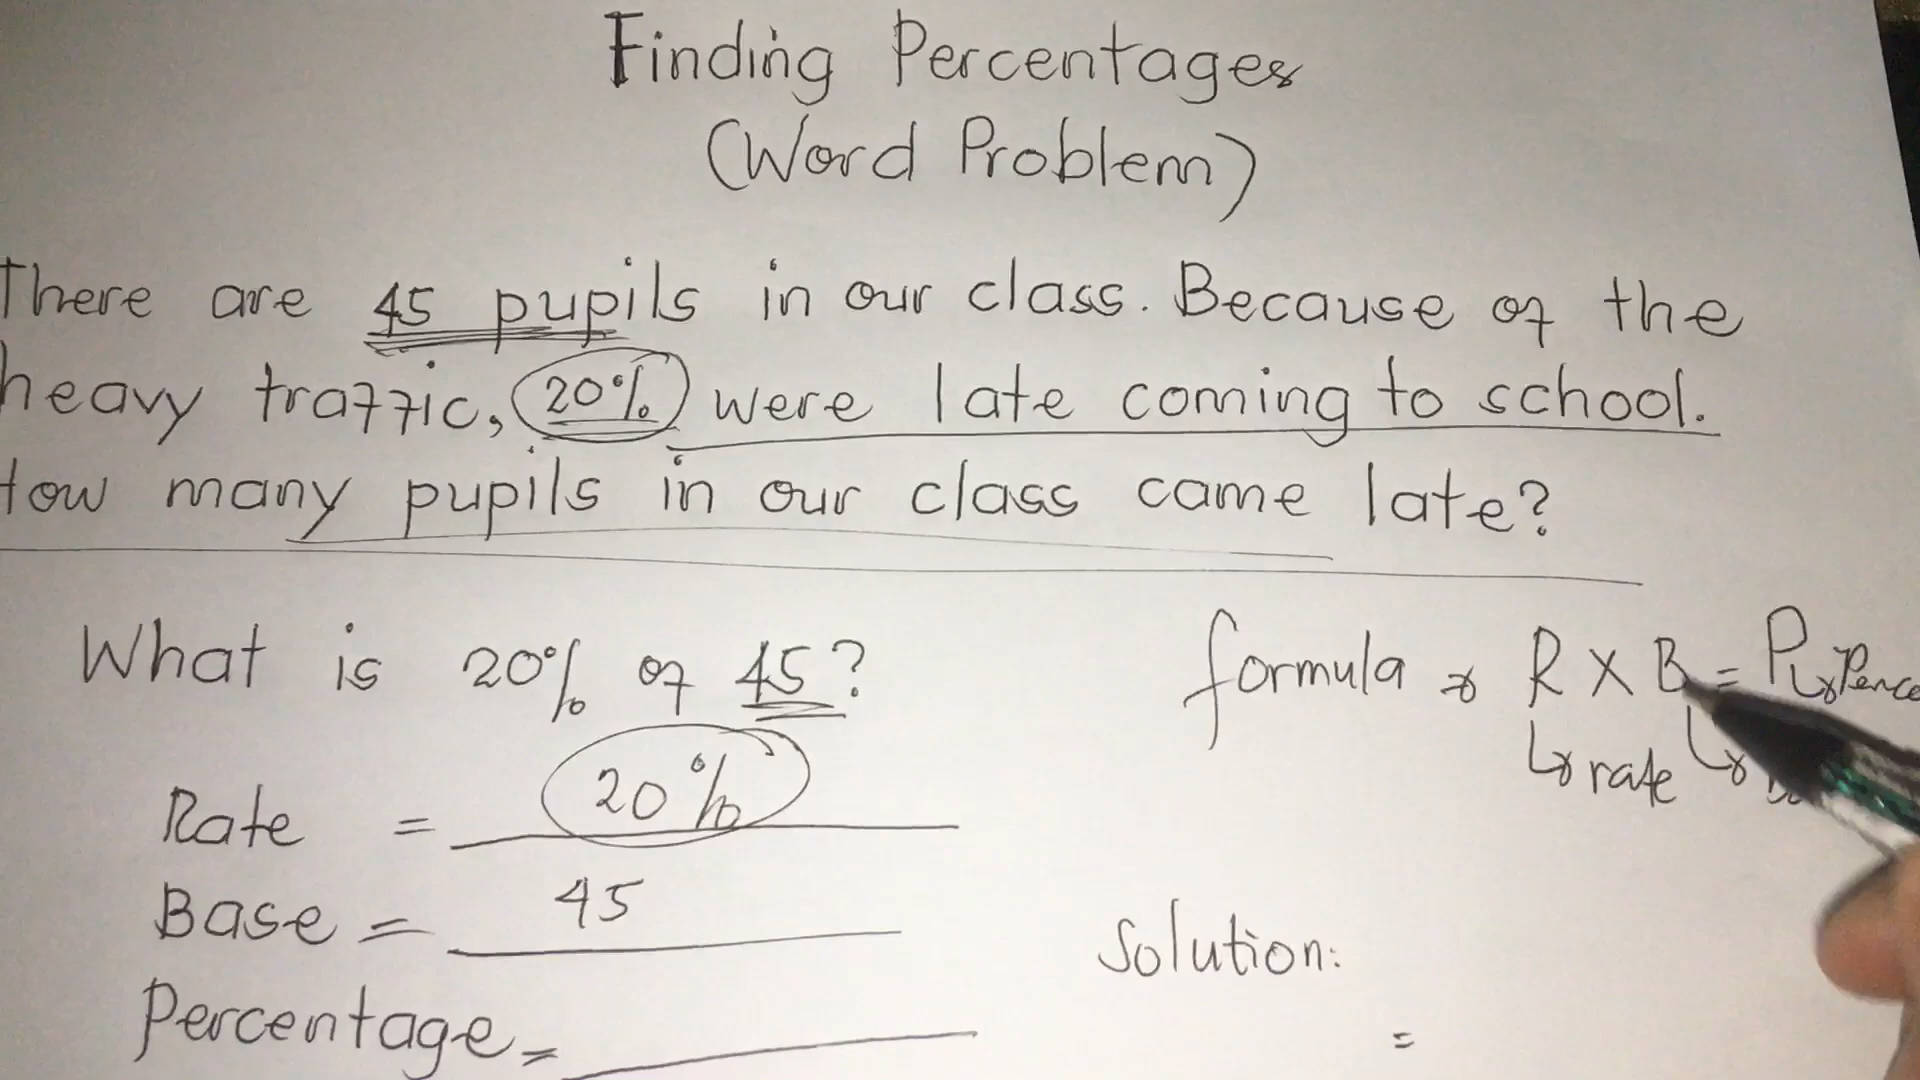 Finding Percentages
(Word Problem)
There are 45 pupils in our class. Because of the
heavy traffic, 20% were late coming to school.
How many pupils in our class came late?
What is 20% of 45?
formula → R X B = P → Perce
↳ rate ↳
Rate = 20%
Base = 45
Solution:
Percentage =
=